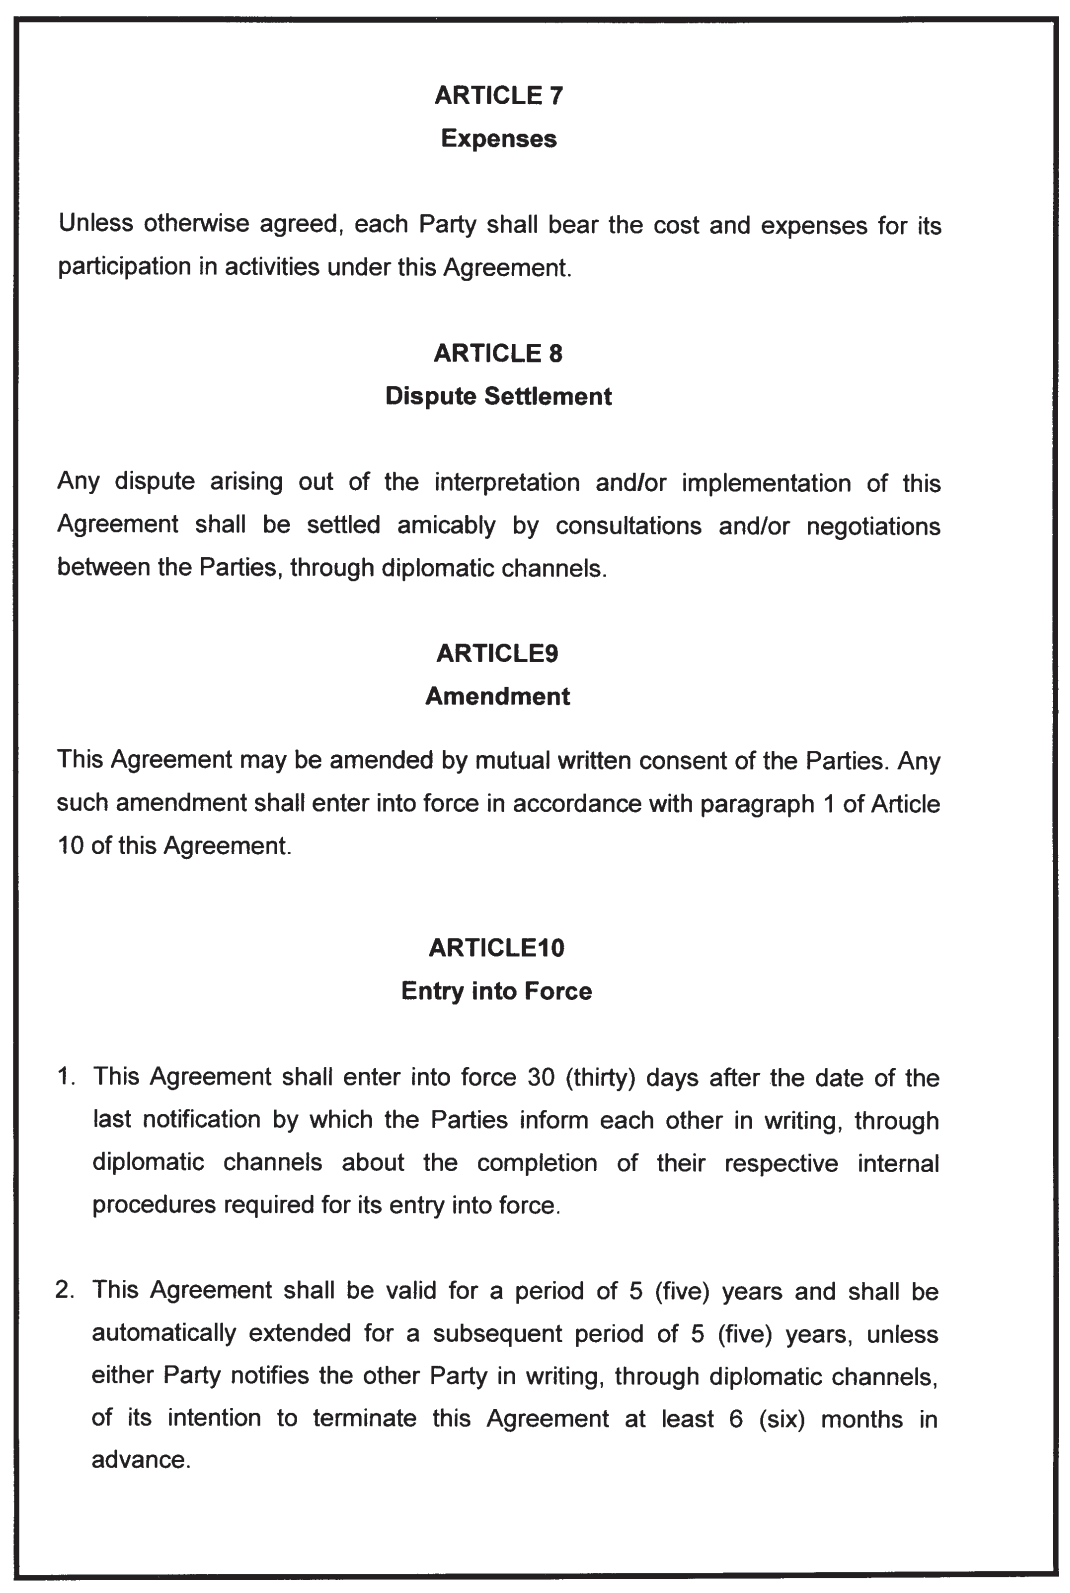 ARTICLE 7
Expenses
Unless otherwise agreed, each Party shall bear the cost and expenses for its
participation in activities under this Agreement.
ARTICLE 8
Dispute Settlement
Any dispute arising out of the interpretation and/or implementation of this
Agreement shall be settled amicably by consultations and/or negotiations
between the Parties, through diplomatic channels.
ARTICLE9
Amendment
This Agreement may be amended by mutual written consent of the Parties. Any
such amendment shall enter into force in accordance with paragraph 1 of Article
10 of this Agreement.
ARTICLE10
Entry into Force
1. This Agreement shall enter into force 30 (thirty) days after the date of the
last notification by which the Parties inform each other in writing, through
diplomatic channels about the completion of their respective internal
procedures required for its entry into force.
2. This Agreement shall be valid for a period of 5 (five) years and shall be
automatically extended for a subsequent period of 5 (five) years, unless
either Party notifies the other Party in writing, through diplomatic channels,
of its intention to terminate this Agreement at least 6 (six) months in
advance.